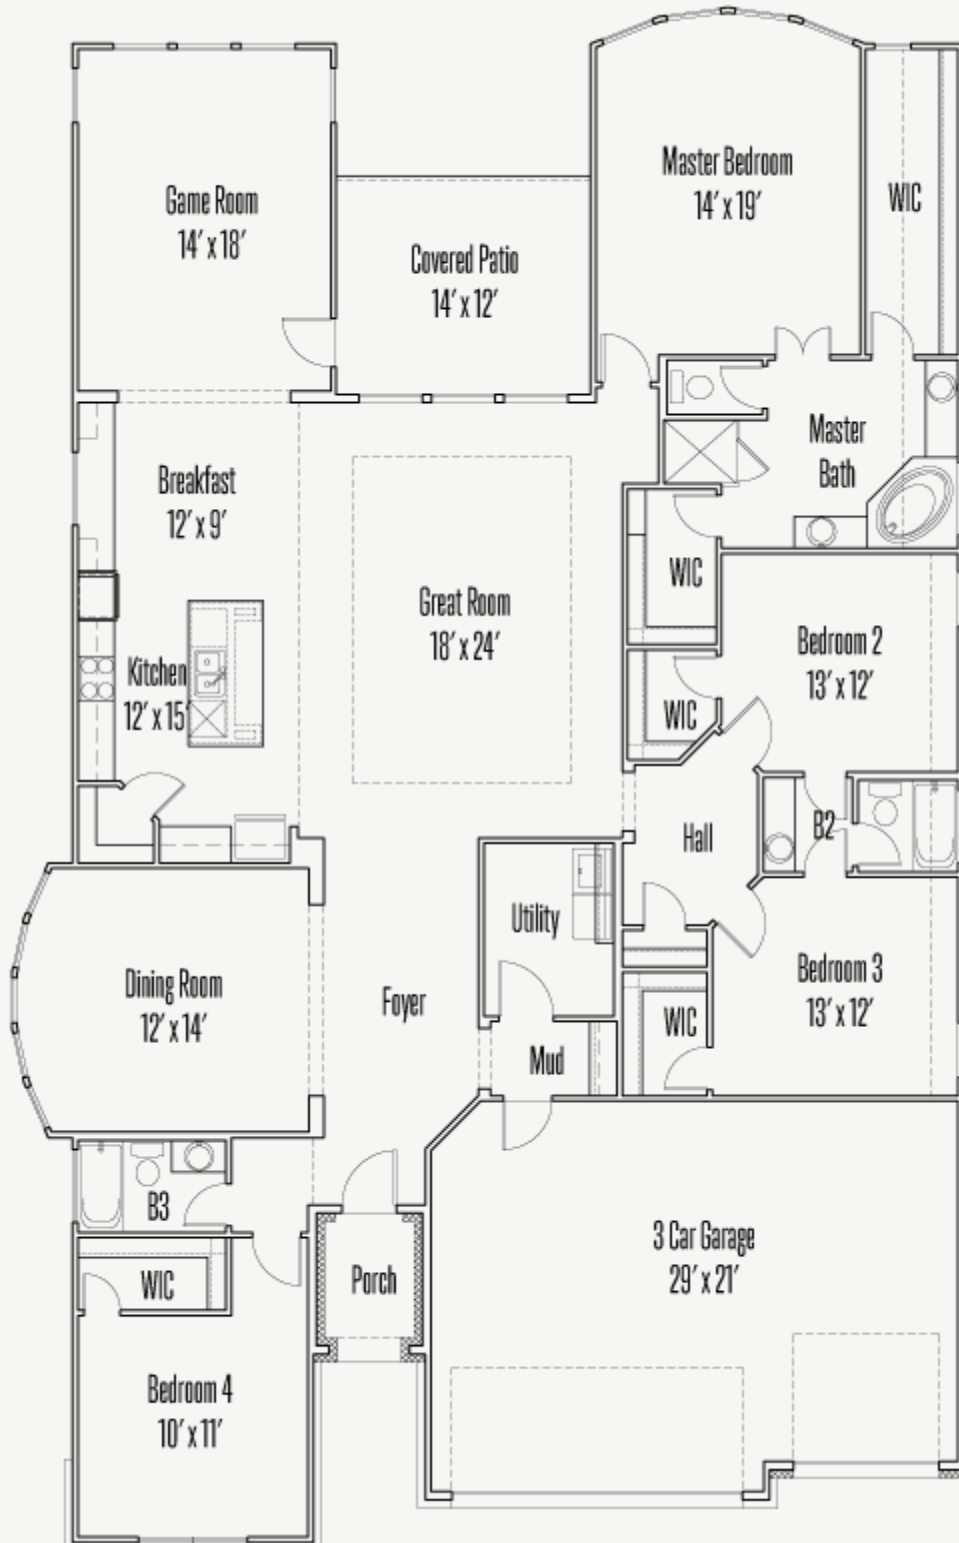 Master Bedroom
14' x 19'
WIC
Game Room
14' x 18'
Covered Patio
14' x 12'
Master
Bath
Breakfast
12' x 9'
Great Room
18' x 24'
WIC
Bedroom 2
13' x 12'
Kitchen
12' x 15'
WIC
Hall
B2
Utility
Dining Room
12' x 14'
Foyer
Bedroom 3
13' x 12'
WIC
Mud
B3
3 Car Garage
29' x 21'
WIC
Porch
Bedroom 4
10' x 11'